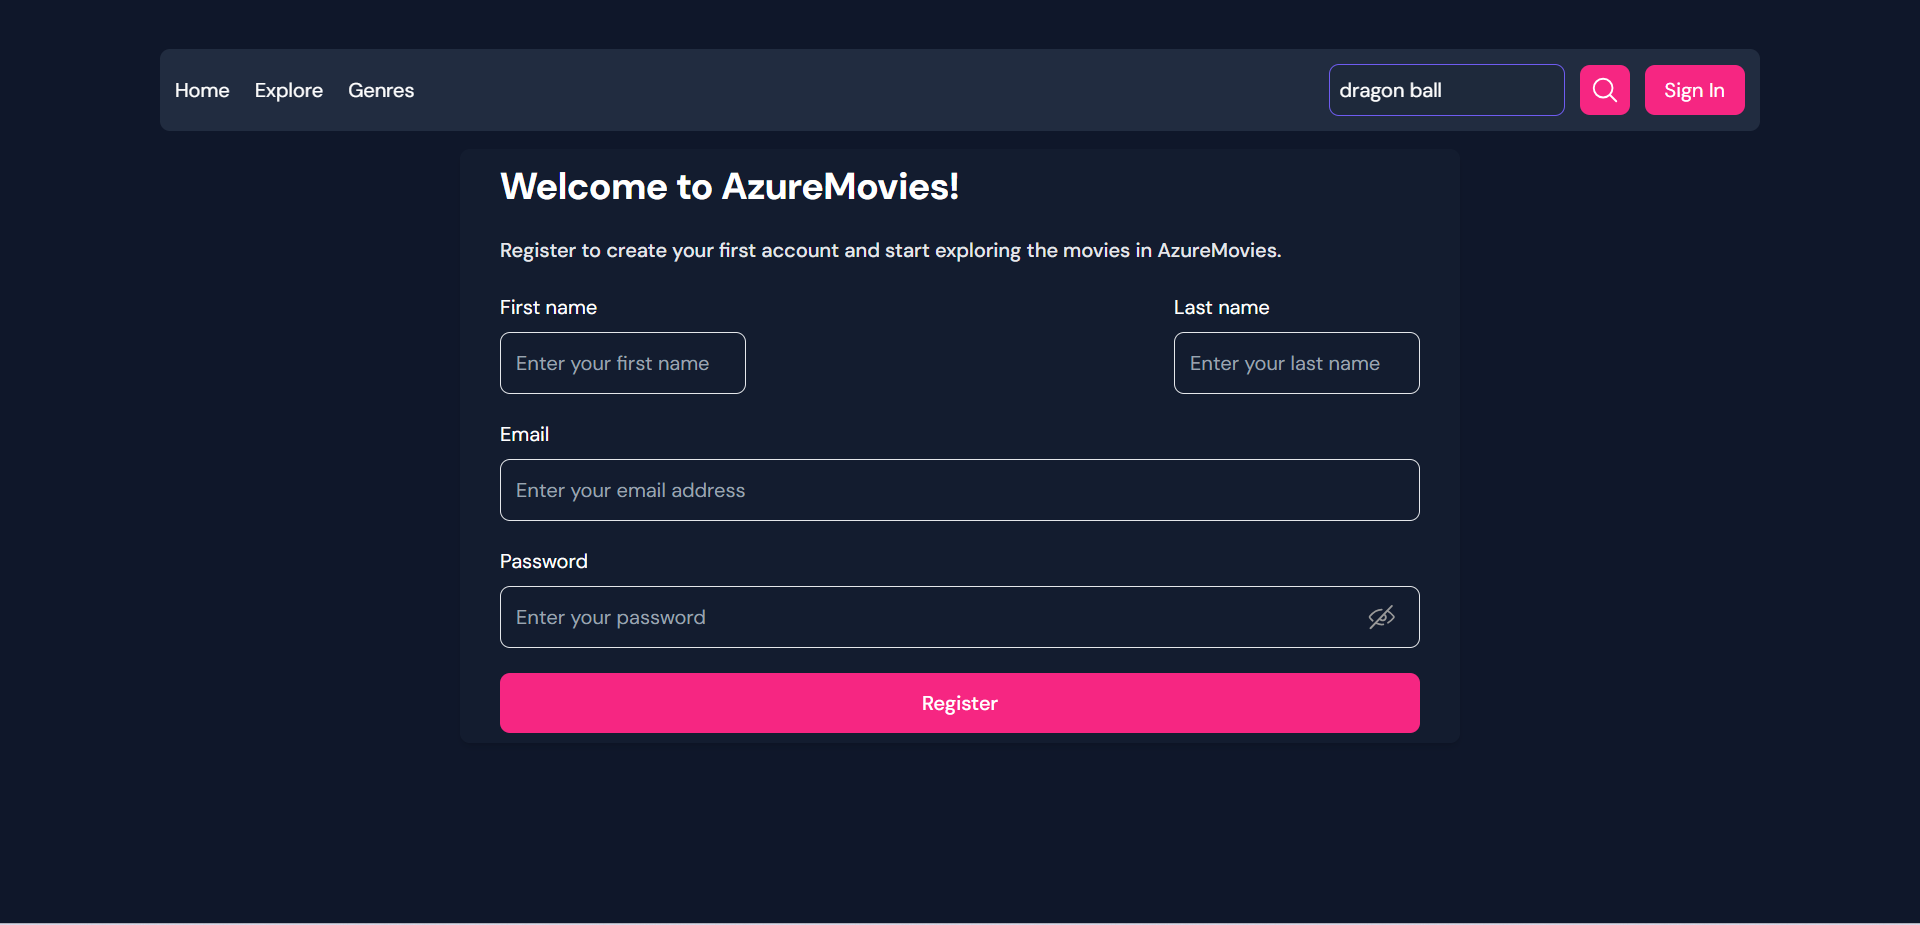 Home Explore Genres dragon ball Sign In
Welcome to AzureMovies!
Register to create your first account and start exploring the movies in AzureMovies.
First name Last name
Enter your first name Enter your last name
Email
Enter your email address
Password
Enter your password
Register